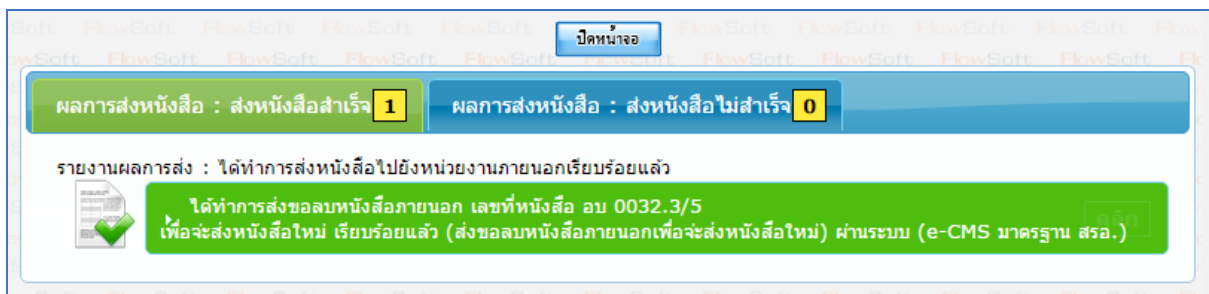 ปิดหน้าจอ
ผลการส่งหนังสือ : ส่งหนังสือสำเร็จ 1
ผลการส่งหนังสือ : ส่งหนังสือไม่สำเร็จ 0
รายงานผลการส่ง : ได้ทำการส่งหนังสือไปยังหน่วยงานภายนอกเรียบร้อยแล้ว
ได้ทำการส่งขอลบหนังสือภายนอก เลขที่หนังสือ อบ 0032.3/5
เพื่อจะส่งหนังสือใหม่ เรียบร้อยแล้ว (ส่งขอลบหนังสือภายนอกเพื่อจะส่งหนังสือใหม่) ผ่านระบบ (e-CMS มาตรฐาน สรอ.)
คลิก